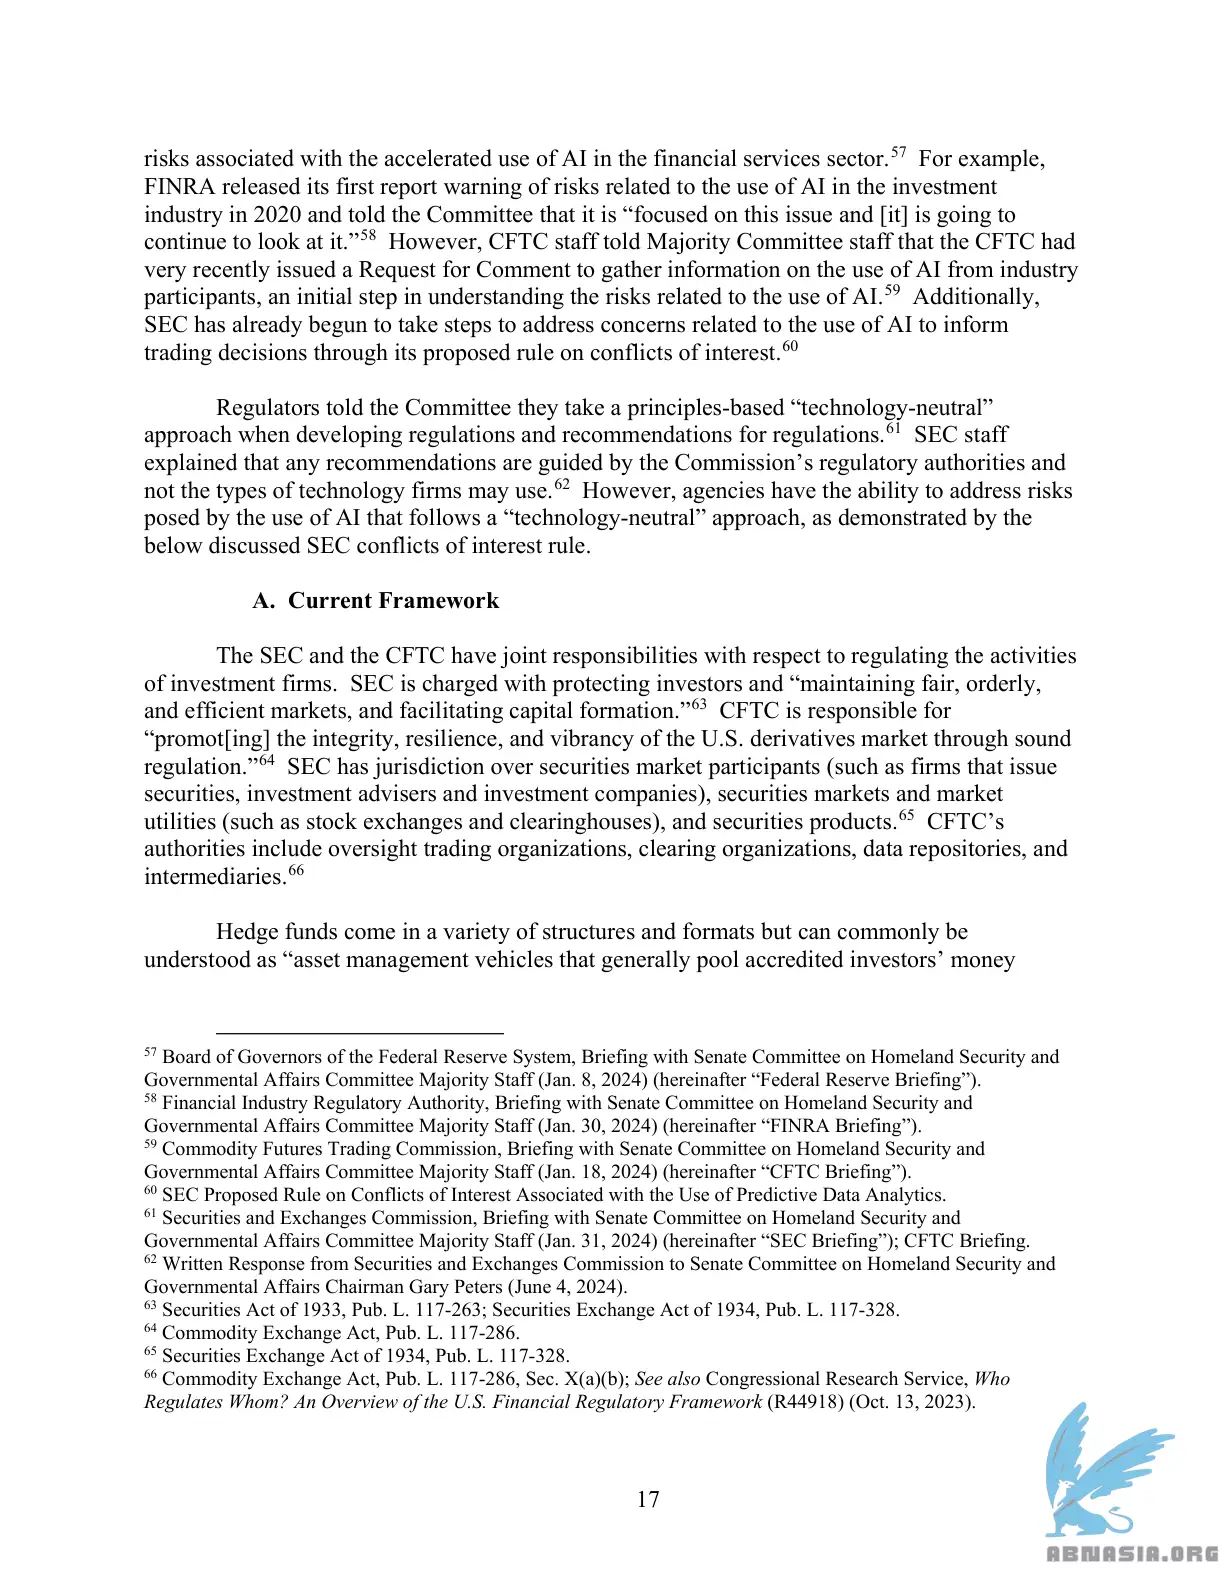 risks associated with the accelerated use of AI in the financial services sector.57 For example,
FINRA released its first report warning of risks related to the use of AI in the investment
industry in 2020 and told the Committee that it is “focused on this issue and [it] is going to
continue to look at it.”58 However, CFTC staff told Majority Committee staff that the CFTC had
very recently issued a Request for Comment to gather information on the use of AI from industry
participants, an initial step in understanding the risks related to the use of AI.59 Additionally,
SEC has already begun to take steps to address concerns related to the use of AI to inform
trading decisions through its proposed rule on conflicts of interest.60
Regulators told the Committee they take a principles-based “technology-neutral”
approach when developing regulations and recommendations for regulations.61 SEC staff
explained that any recommendations are guided by the Commission’s regulatory authorities and
not the types of technology firms may use.62 However, agencies have the ability to address risks
posed by the use of AI that follows a “technology-neutral” approach, as demonstrated by the
below discussed SEC conflicts of interest rule.
A. Current Framework
The SEC and the CFTC have joint responsibilities with respect to regulating the activities
of investment firms. SEC is charged with protecting investors and “maintaining fair, orderly,
and efficient markets, and facilitating capital formation.”63 CFTC is responsible for
“promot[ing] the integrity, resilience, and vibrancy of the U.S. derivatives market through sound
regulation.”64 SEC has jurisdiction over securities market participants (such as firms that issue
securities, investment advisers and investment companies), securities markets and market
utilities (such as stock exchanges and clearinghouses), and securities products.65 CFTC’s
authorities include oversight trading organizations, clearing organizations, data repositories, and
intermediaries.66
Hedge funds come in a variety of structures and formats but can commonly be
understood as “asset management vehicles that generally pool accredited investors’ money
57 Board of Governors of the Federal Reserve System, Briefing with Senate Committee on Homeland Security and
Governmental Affairs Committee Majority Staff (Jan. 8, 2024) (hereinafter “Federal Reserve Briefing”).
58 Financial Industry Regulatory Authority, Briefing with Senate Committee on Homeland Security and
Governmental Affairs Committee Majority Staff (Jan. 30, 2024) (hereinafter “FINRA Briefing”).
59 Commodity Futures Trading Commission, Briefing with Senate Committee on Homeland Security and
Governmental Affairs Committee Majority Staff (Jan. 18, 2024) (hereinafter “CFTC Briefing”).
60 SEC Proposed Rule on Conflicts of Interest Associated with the Use of Predictive Data Analytics.
61 Securities and Exchanges Commission, Briefing with Senate Committee on Homeland Security and
Governmental Affairs Committee Majority Staff (Jan. 31, 2024) (hereinafter “SEC Briefing”); CFTC Briefing.
62 Written Response from Securities and Exchanges Commission to Senate Committee on Homeland Security and
Governmental Affairs Chairman Gary Peters (June 4, 2024).
63 Securities Act of 1933, Pub. L. 117-263; Securities Exchange Act of 1934, Pub. L. 117-328.
64 Commodity Exchange Act, Pub. L. 117-286.
65 Securities Exchange Act of 1934, Pub. L. 117-328.
66 Commodity Exchange Act, Pub. L. 117-286, Sec. X(a)(b); See also Congressional Research Service, Who
Regulates Whom? An Overview of the U.S. Financial Regulatory Framework (R44918) (Oct. 13, 2023).
17
ABNASIA.ORG